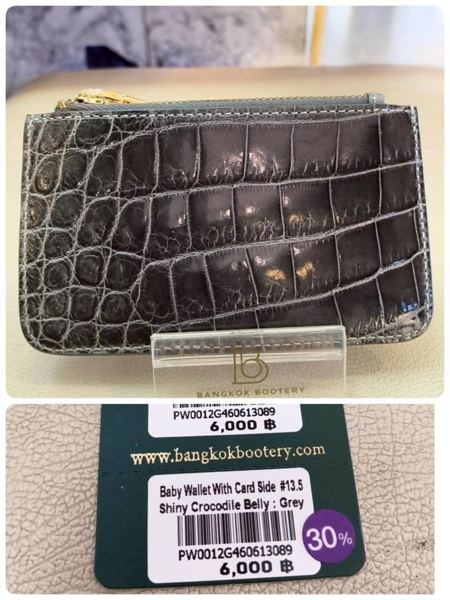 B
BANGKOK BOOTERY
PW0012G460613089
6,000 ฿
www.bangkokbootery.com
Baby Wallet With Card Side #13.5
Shiny Crocodile Belly : Grey
30%
PW0012G460613089
6,000 ฿